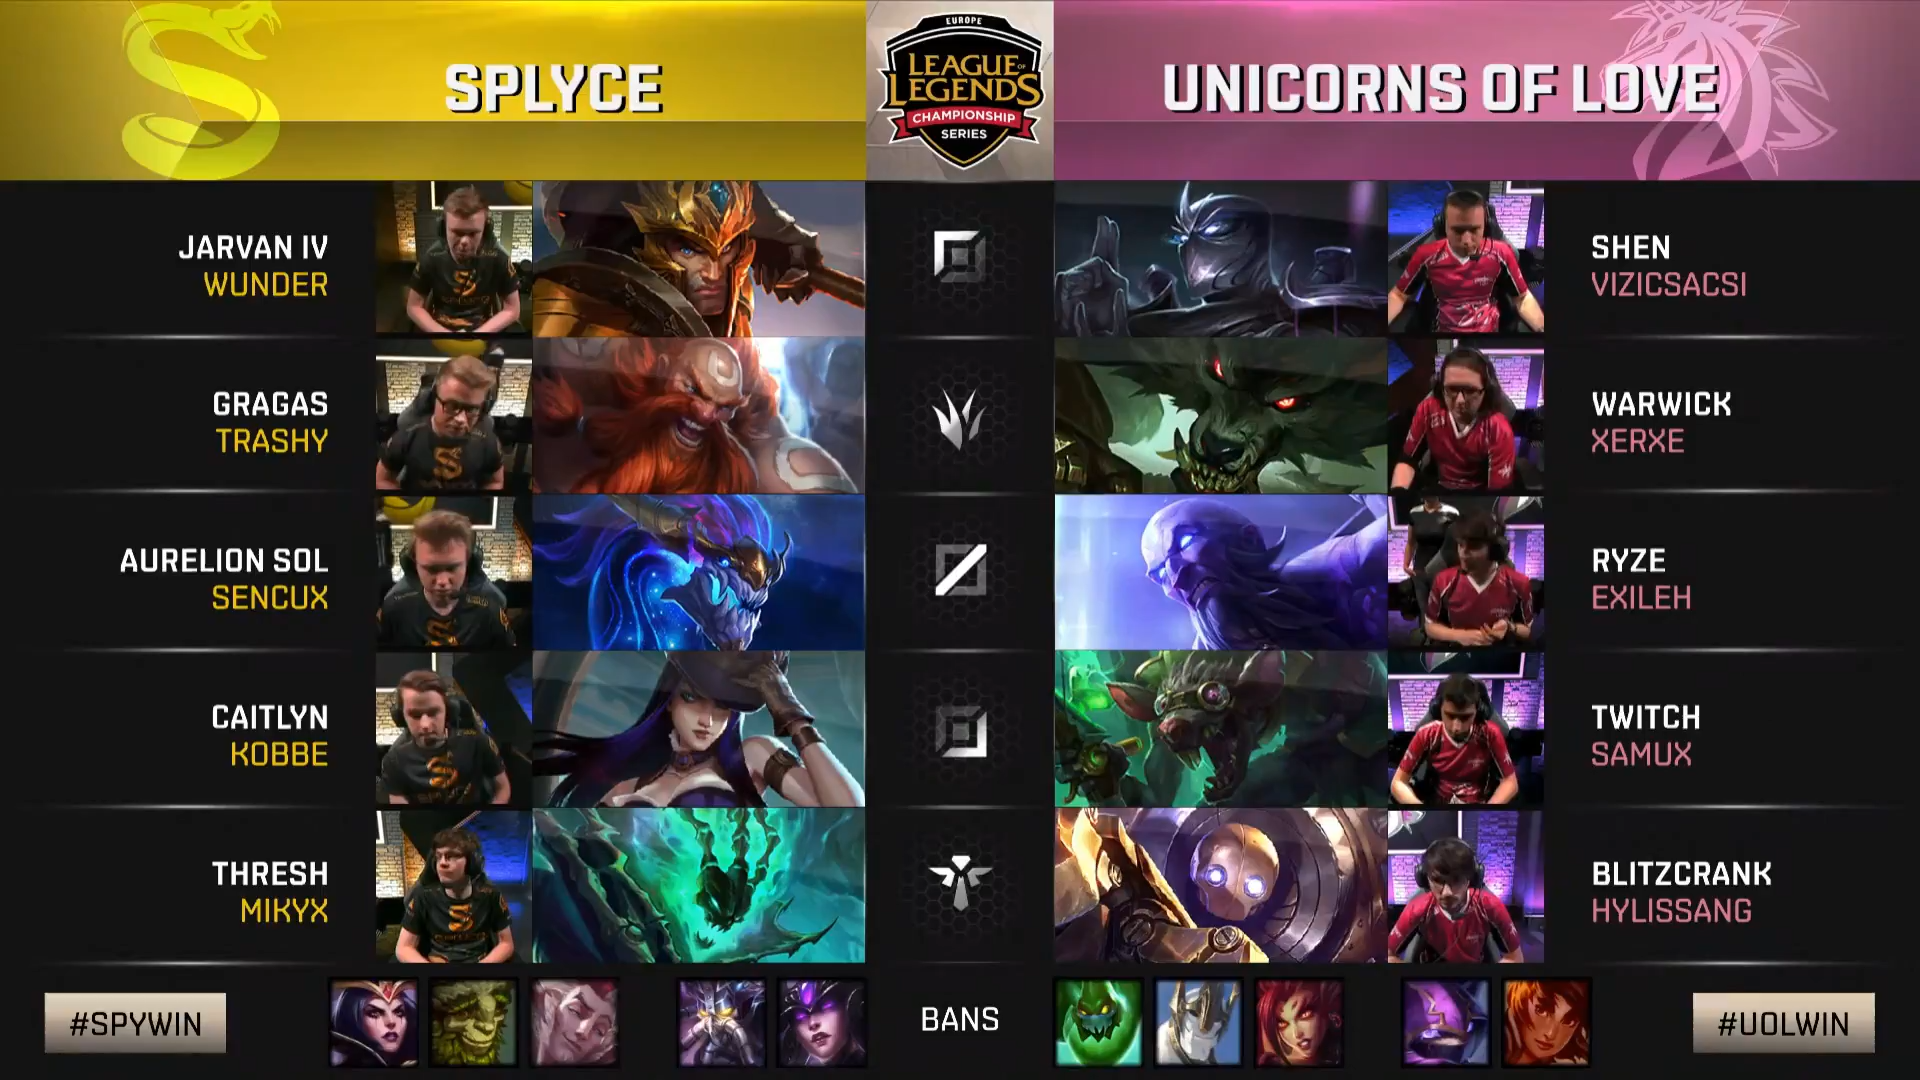 SPLYCE
EUROPE
LEAGUE OF
LEGENDS
CHAMPIONSHIP
SERIES
UNICORNS OF LOVE
JARVAN IV
WUNDER
SHEN
VIZICSACSI
GRAGAS
TRASHY
WARWICK
XERXE
AURELION SOL
SENCUX
RYZE
EXILEH
CAITLYN
KOBBE
TWITCH
SAMUX
THRESH
MIKYX
BLITZCRANK
HYLISSANG
#SPYWIN
BANS
#UOLWIN